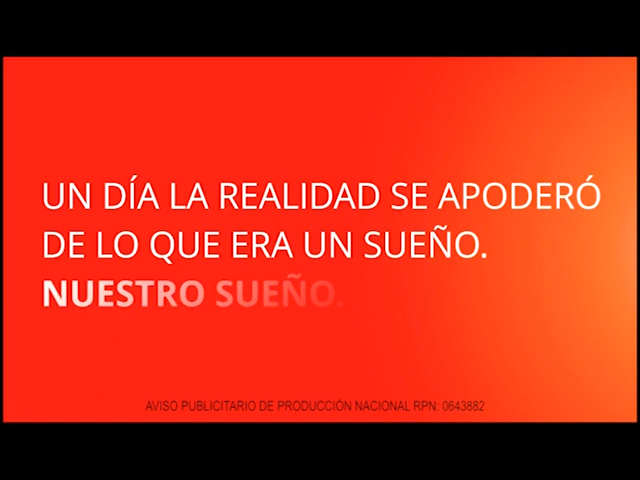 UN DÍA LA REALIDAD SE APODERÓ
DE LO QUE ERA UN SUEÑO.
NUESTRO SUEÑO.
AVISO PUBLICITARIO DE PRODUCCIÓN NACIONAL RPN: 0643882